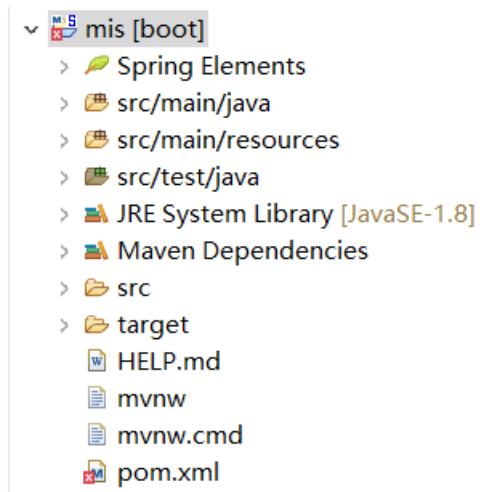 mis [boot]
Spring Elements
src/main/java
src/main/resources
src/test/java
JRE System Library [JavaSE-1.8]
Maven Dependencies
src
target
HELP.md
mvnw
mvnw.cmd
pom.xml